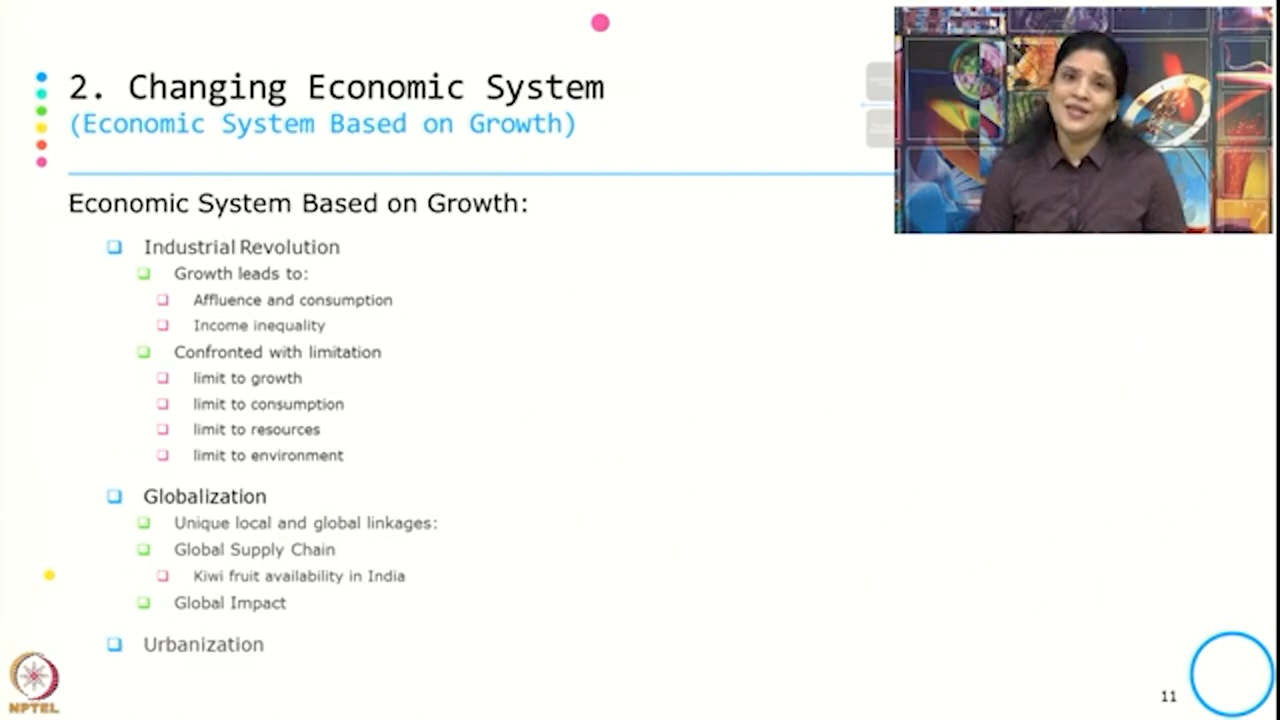 2. Changing Economic System
(Economic System Based on Growth)
Economic System Based on Growth:
Industrial Revolution
Growth leads to:
Affluence and consumption
Income inequality
Confronted with limitation
limit to growth
limit to consumption
limit to resources
limit to environment
Globalization
Unique local and global linkages:
Global Supply Chain
Kiwi fruit availability in India
Global Impact
Urbanization
NPTEL
11